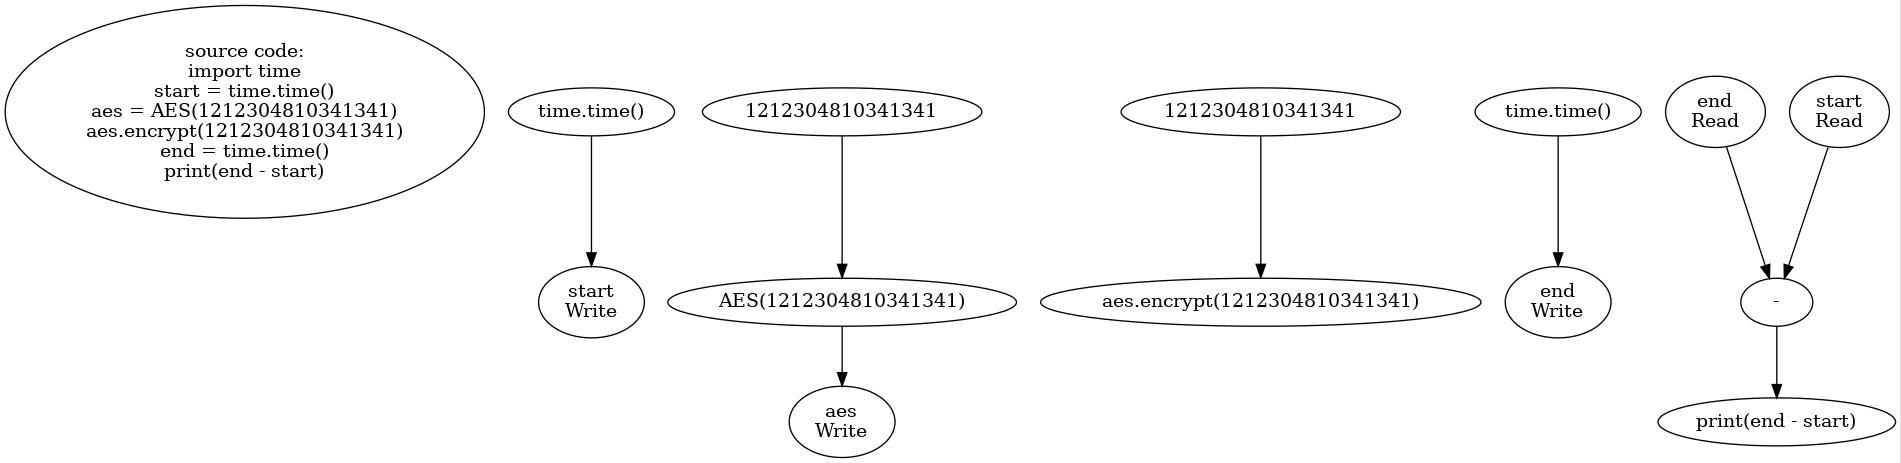 source code:
import time
start = time.time()
aes = AES(1212304810341341)
aes.encrypt(1212304810341341)
end = time.time()
print(end - start)
time.time()
1212304810341341
1212304810341341
time.time()
end
Read
start
Read
start
Write
AES(1212304810341341)
aes.encrypt(1212304810341341)
end
Write
-
aes
Write
print(end - start)